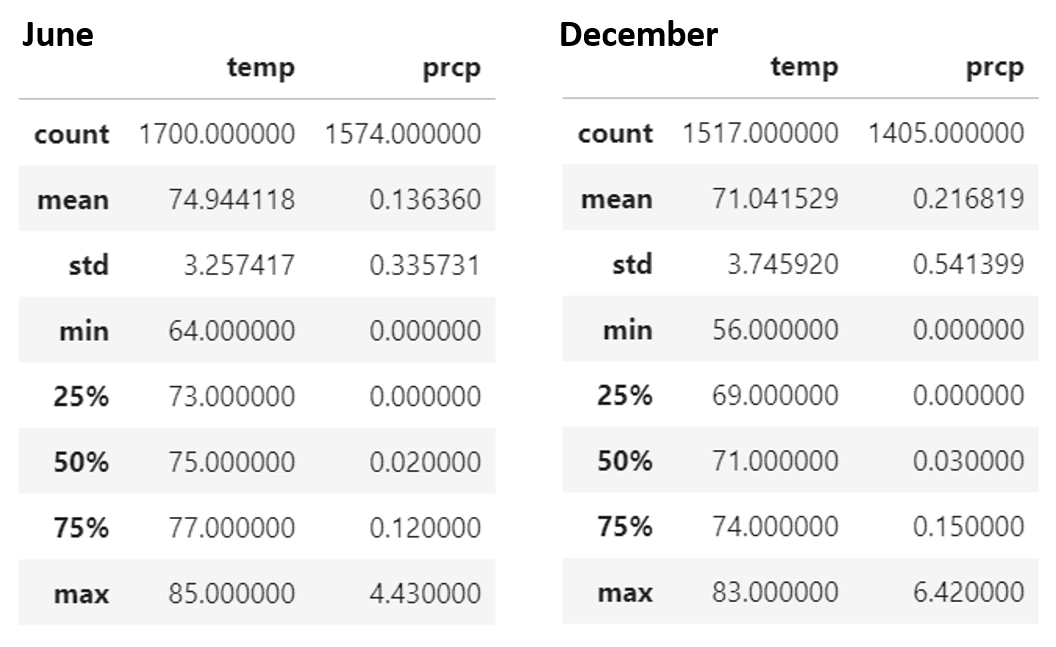 June
temp prcp
count 1700.000000 1574.000000
mean 74.944118 0.136360
std 3.257417 0.335731
min 64.000000 0.000000
25% 73.000000 0.000000
50% 75.000000 0.020000
75% 77.000000 0.120000
max 85.000000 4.430000
December
temp prcp
count 1517.000000 1405.000000
mean 71.041529 0.216819
std 3.745920 0.541399
min 56.000000 0.000000
25% 69.000000 0.000000
50% 71.000000 0.030000
75% 74.000000 0.150000
max 83.000000 6.420000